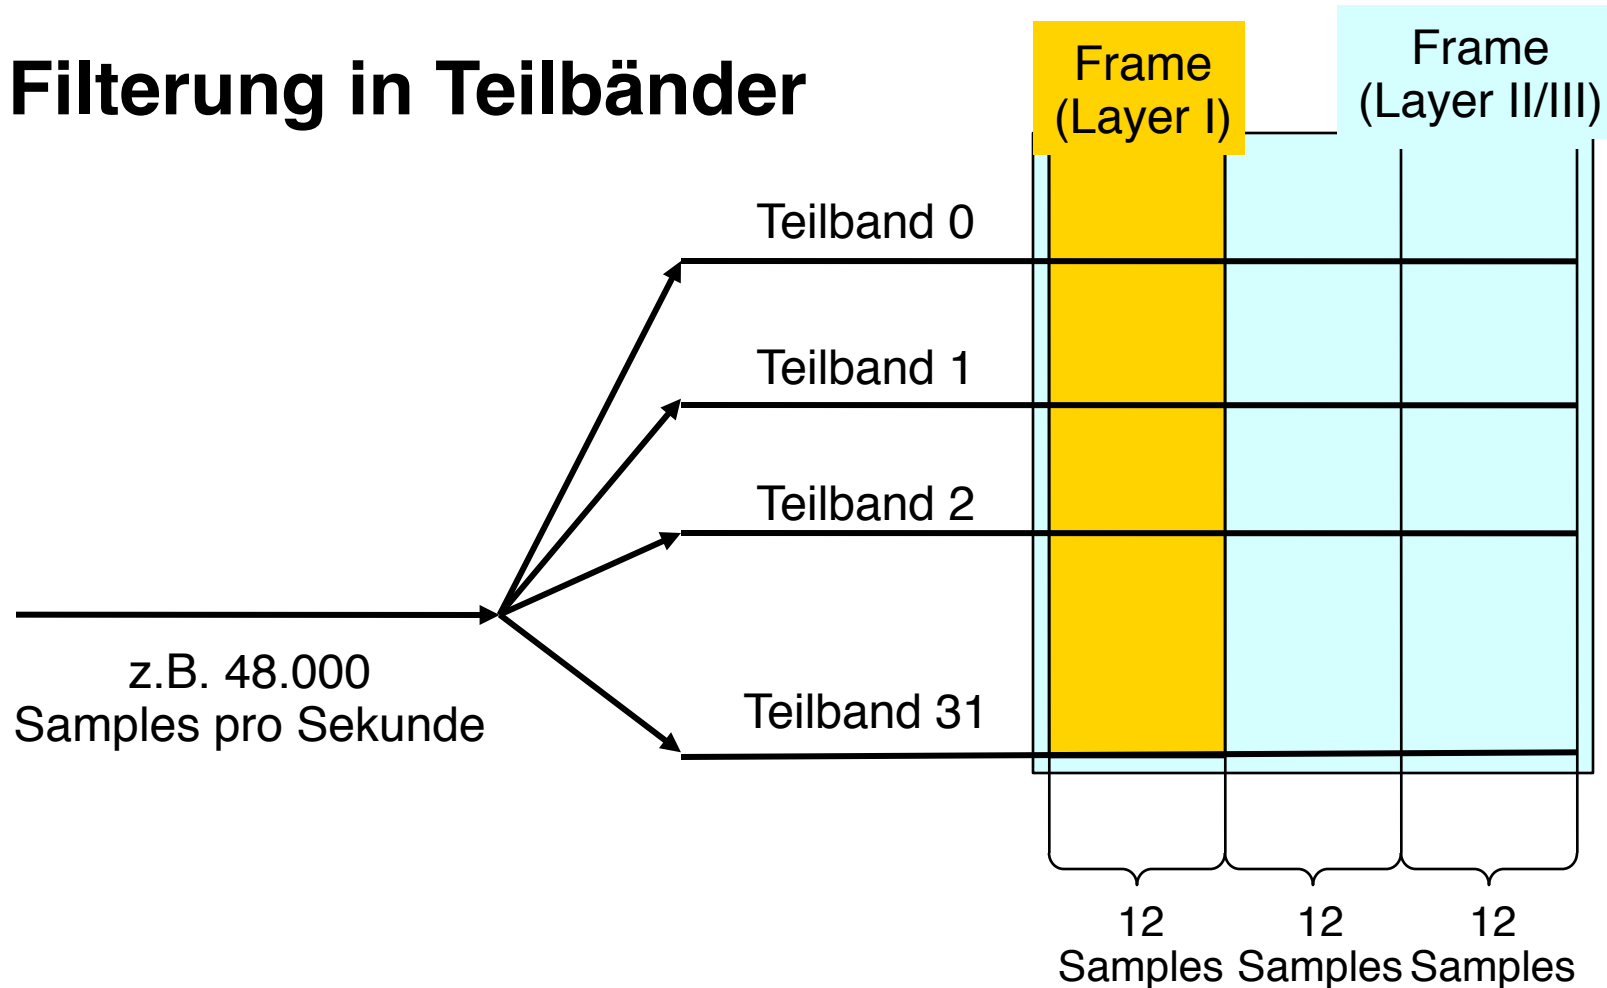 Filterung in Teilbänder
Frame
(Layer I)
Frame
(Layer II/III)
Teilband 0
Teilband 1
Teilband 2
z.B. 48.000
Samples pro Sekunde
Teilband 31
12
Samples
12
Samples
12
Samples